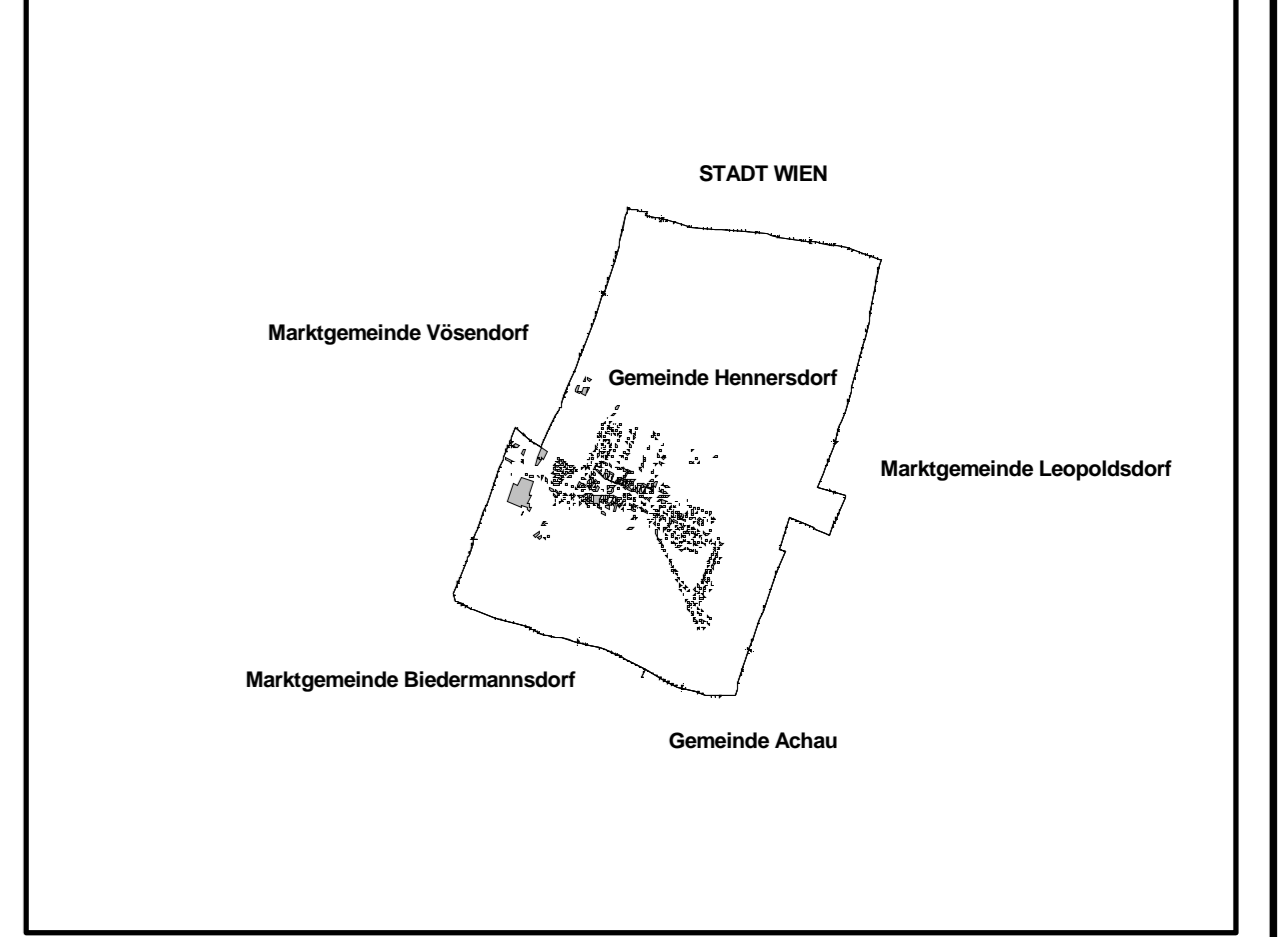 STADT WIEN
Marktgemeinde Vösendorf
Gemeinde Hennersdorf
Marktgemeinde Leopoldsdorf
Marktgemeinde Biedermannsdorf
Gemeinde Achau